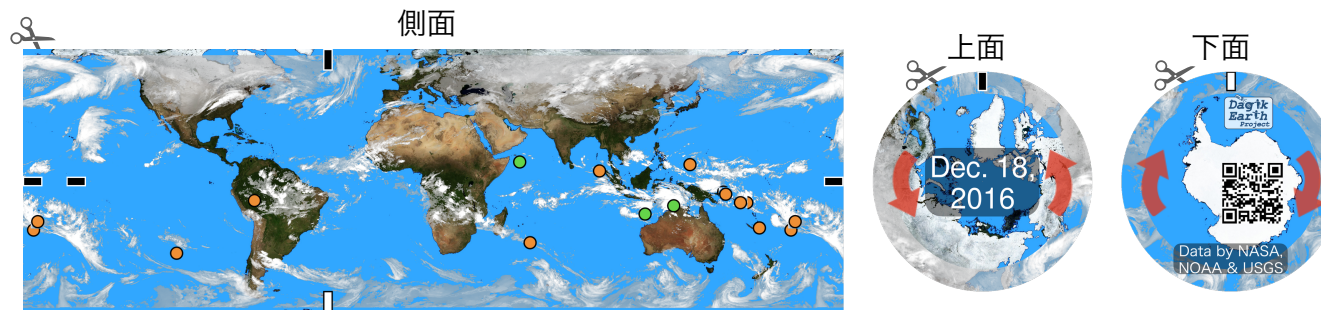 側面
上面
下面
Dec. 18,
2016
Dagik
Earth
Project
Data by NASA,
NOAA & USGS